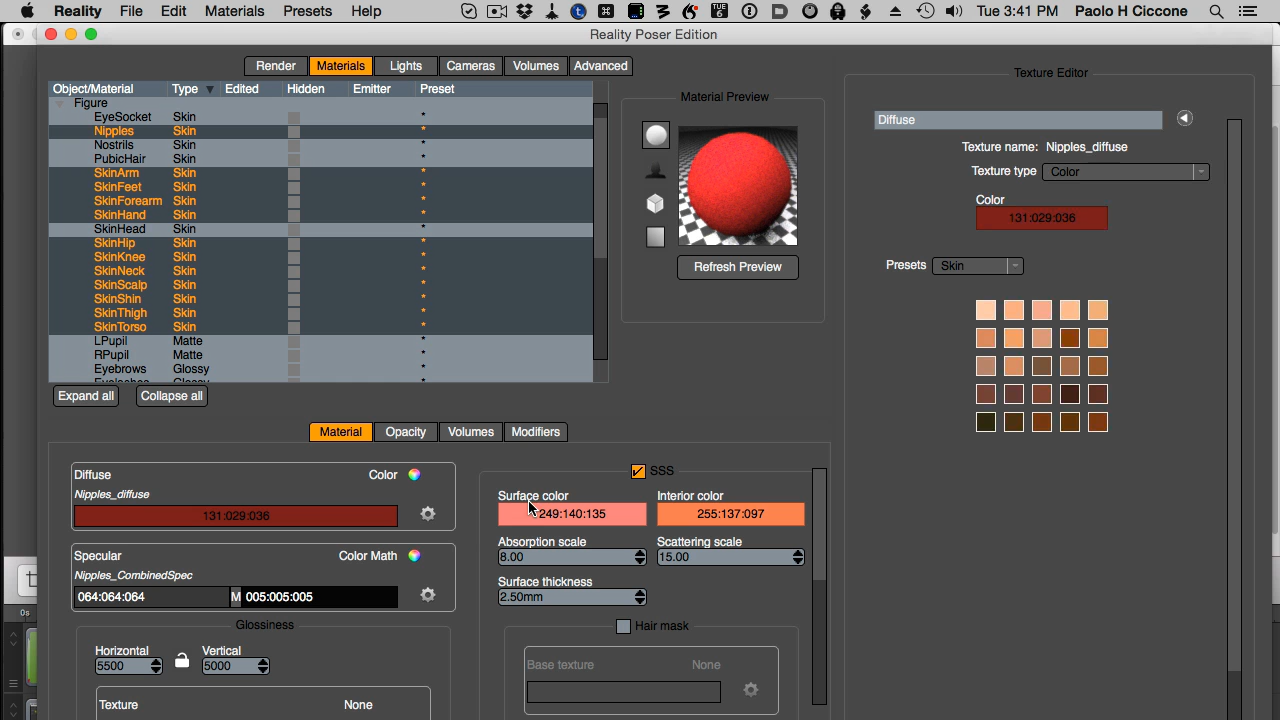 Reality File Edit Materials Presets Help Tue 3:41 PM Paolo H Ciccone
Reality Poser Edition
Render Materials Lights Cameras Volumes Advanced
Object/Material Type Edited Hidden Emitter Preset
Figure
EyeSocket Skin *
Nipples Skin *
Nostrils Skin *
PubicHair Skin *
SkinArm Skin *
SkinFeet Skin *
SkinForearm Skin *
SkinHand Skin *
SkinHead Skin *
SkinHip Skin *
SkinKnee Skin *
SkinNeck Skin *
SkinScalp Skin *
SkinShin Skin *
SkinThigh Skin *
SkinTorso Skin *
LPupil Matte *
RPupil Matte *
Eyebrows Glossy *
Eyelashes Glossy
Expand all Collapse all
Material Preview
Refresh Preview
Texture Editor
Diffuse
Texture name: Nipples_diffuse
Texture type Color
Color
131:029:036
Presets Skin
Material Opacity Volumes Modifiers
Diffuse Color
Nipples_diffuse
131:029:036
Specular Color Math
Nipples_CombinedSpec
064:064:064 M 005:005:005
Glossiness
Horizontal Vertical
5500 5000
Texture None
SSS
Surface color Interior color
249:140:135 255:137:097
Absorption scale Scattering scale
8.00 15.00
Surface thickness
2.50mm
Hair mask
Base texture None
0s